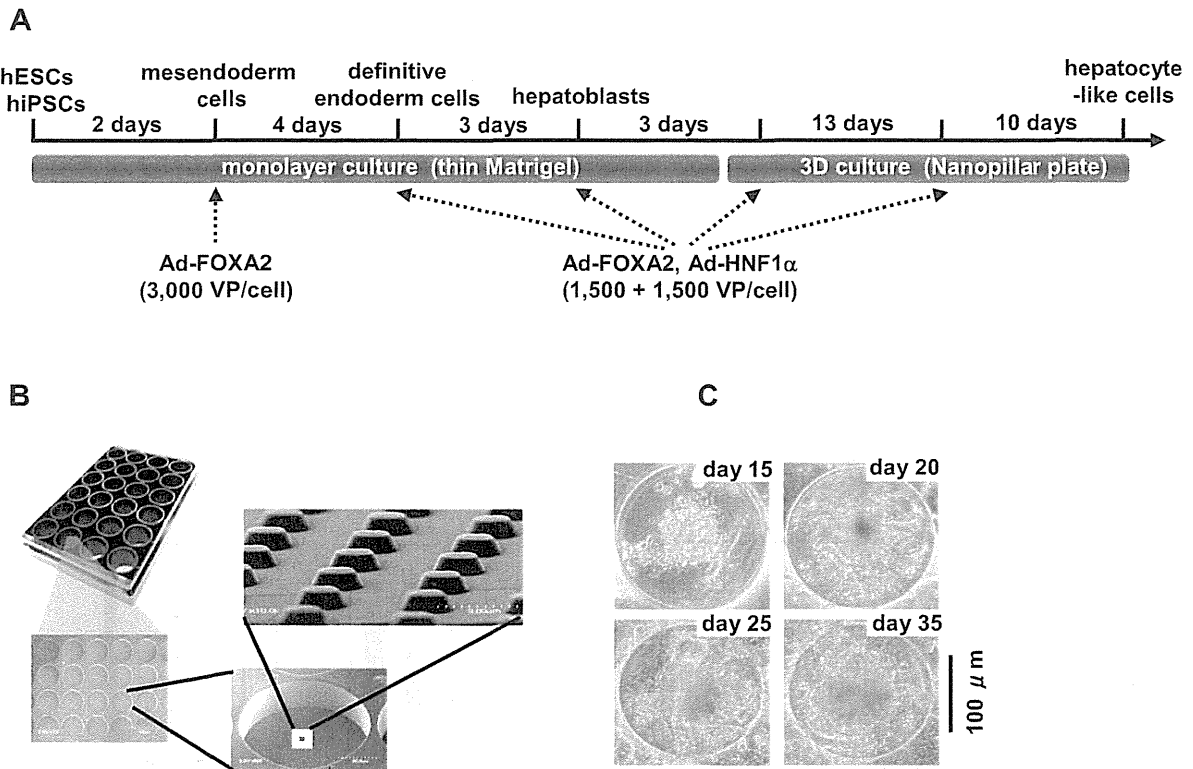 A
hESCs
hiPSCs
mesendoderm
cells
definitive
endoderm cells
hepatoblasts
hepatocyte
-like cells
2 days
4 days
3 days
3 days
13 days
10 days
monolayer culture (thin Matrigel)
3D culture (Nanopillar plate)
Ad-FOXA2
(3,000 VP/cell)
Ad-FOXA2, Ad-HNF1α
(1,500 + 1,500 VP/cell)
B
C
day 15
day 20
day 25
day 35
100 μm